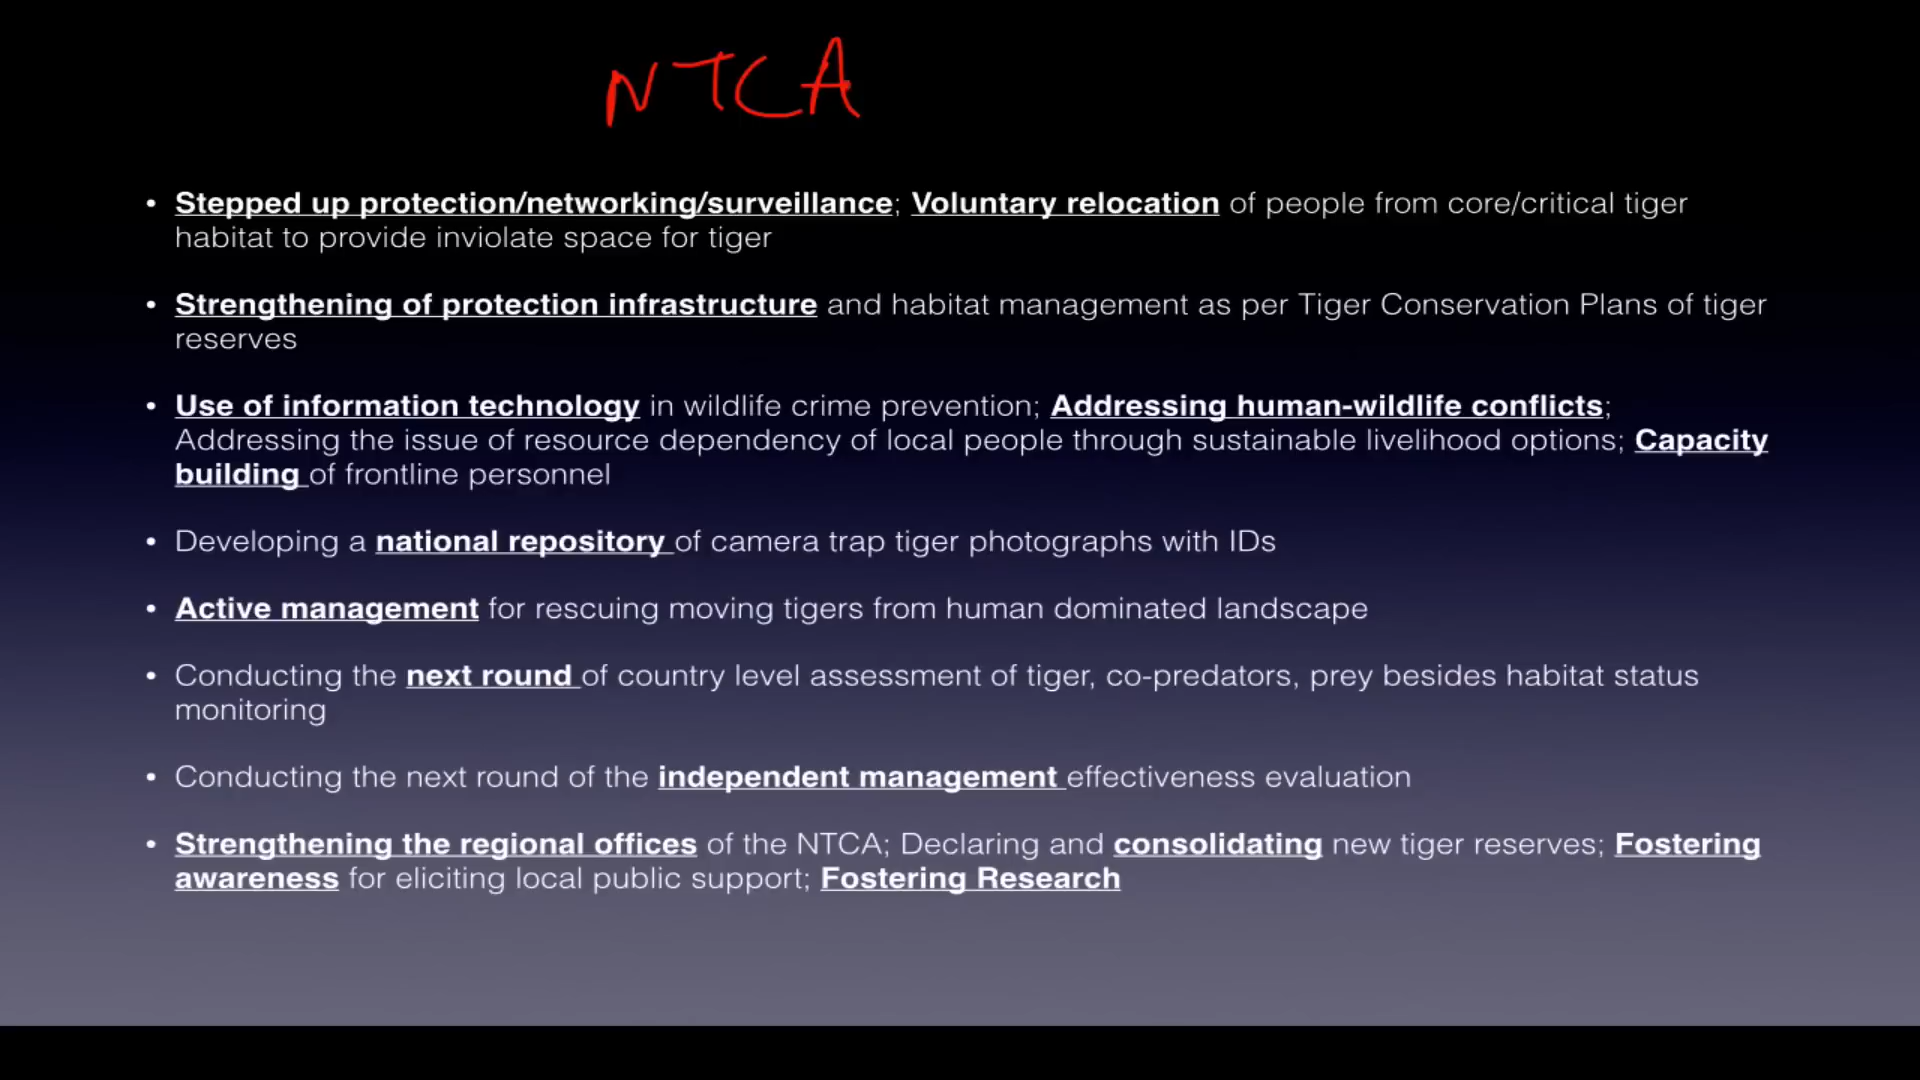 NTCA
• Stepped up protection/networking/surveillance; Voluntary relocation of people from core/critical tiger
habitat to provide inviolate space for tiger
• Strengthening of protection infrastructure and habitat management as per Tiger Conservation Plans of tiger
reserves
• Use of information technology in wildlife crime prevention; Addressing human-wildlife conflicts;
Addressing the issue of resource dependency of local people through sustainable livelihood options; Capacity
building of frontline personnel
• Developing a national repository of camera trap tiger photographs with IDs
• Active management for rescuing moving tigers from human dominated landscape
• Conducting the next round of country level assessment of tiger, co-predators, prey besides habitat status
monitoring
• Conducting the next round of the independent management effectiveness evaluation
• Strengthening the regional offices of the NTCA; Declaring and consolidating new tiger reserves; Fostering
awareness for eliciting local public support; Fostering Research